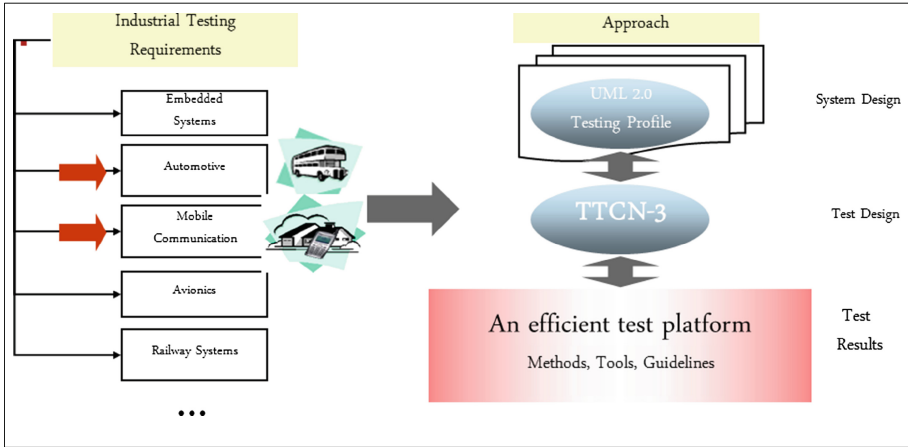 Industrial Testing
Requirements
Embedded
Systems
Automotive
Mobile
Communication
Avionics
Railway Systems
...
Approach
UML 2.0
Testing Profile
System Design
TTCN-3
Test Design
An efficient test platform
Methods, Tools, Guidelines
Test
Results